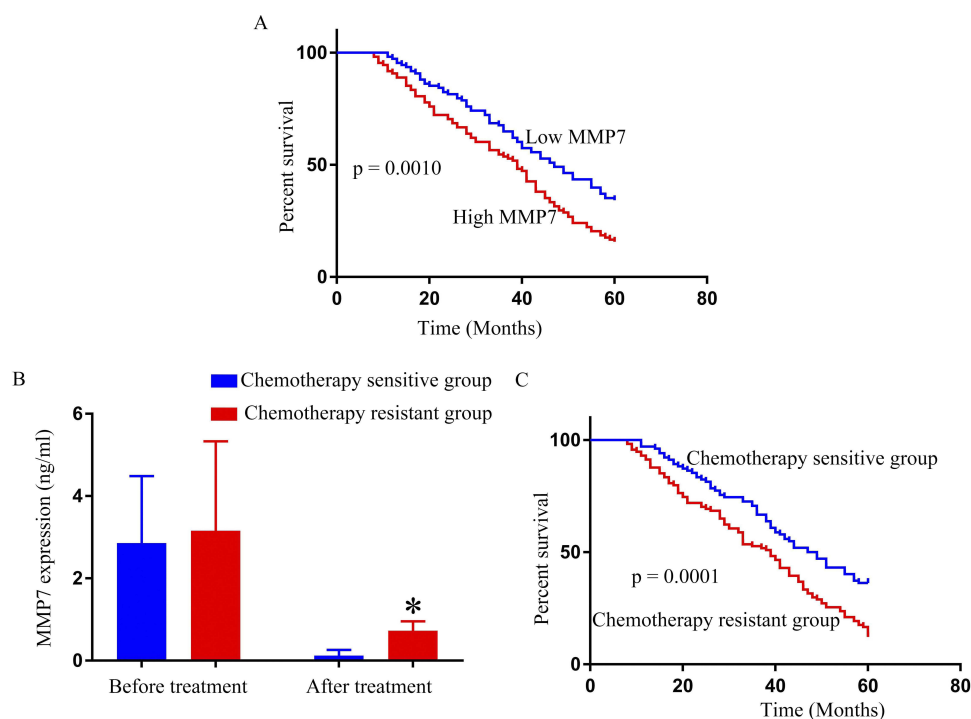 A
100
50
0
Percent survival
Low MMP7
p = 0.0010
High MMP7
0 20 40 60 80
Time (Months)
B
Chemotherapy sensitive group
Chemotherapy resistant group
6
4
2
0
MMP7 expression (ng/ml)
*
Before treatment After treatment
C
100
50
0
Percent survival
Chemotherapy sensitive group
p = 0.0001
Chemotherapy resistant group
0 20 40 60 80
Time (Months)